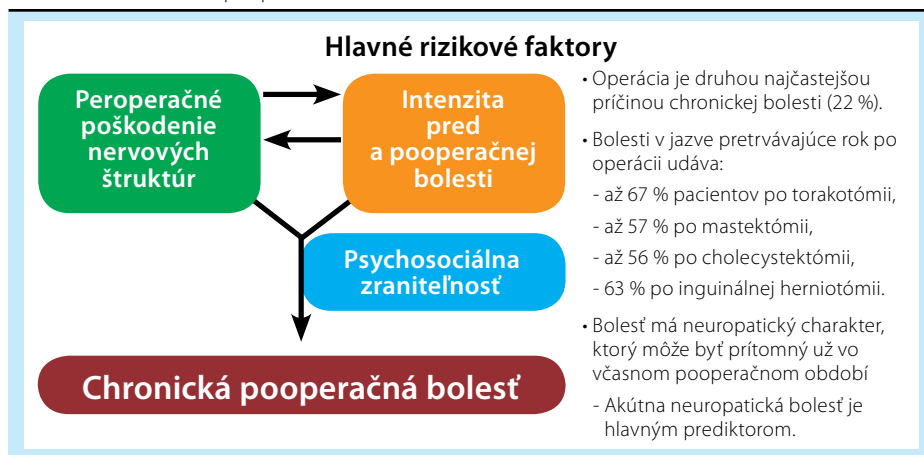 Hlavné rizikové faktory
Peroperačné
poškodenie
nervových
štruktúr
Intenzita
pred
a pooperačnej
bolesti
Psychosociálna
zraniteľnosť
Chronická pooperačná bolesť
• Operácia je druhou najčastejšou
príčinou chronickej bolesti (22 %).
• Bolesti v jazve pretrvávajúce rok po
operácii udáva:
- až 67 % pacientov po torakotómii,
- až 57 % po mastektómii,
- až 56 % po cholecystektómii,
- 63 % po inguinálnej herniotómii.
• Bolesť má neuropatický charakter,
ktorý môže byť prítomný už vo
včasnom pooperačnom období
- Akútna neuropatická bolesť je
hlavným prediktorom.